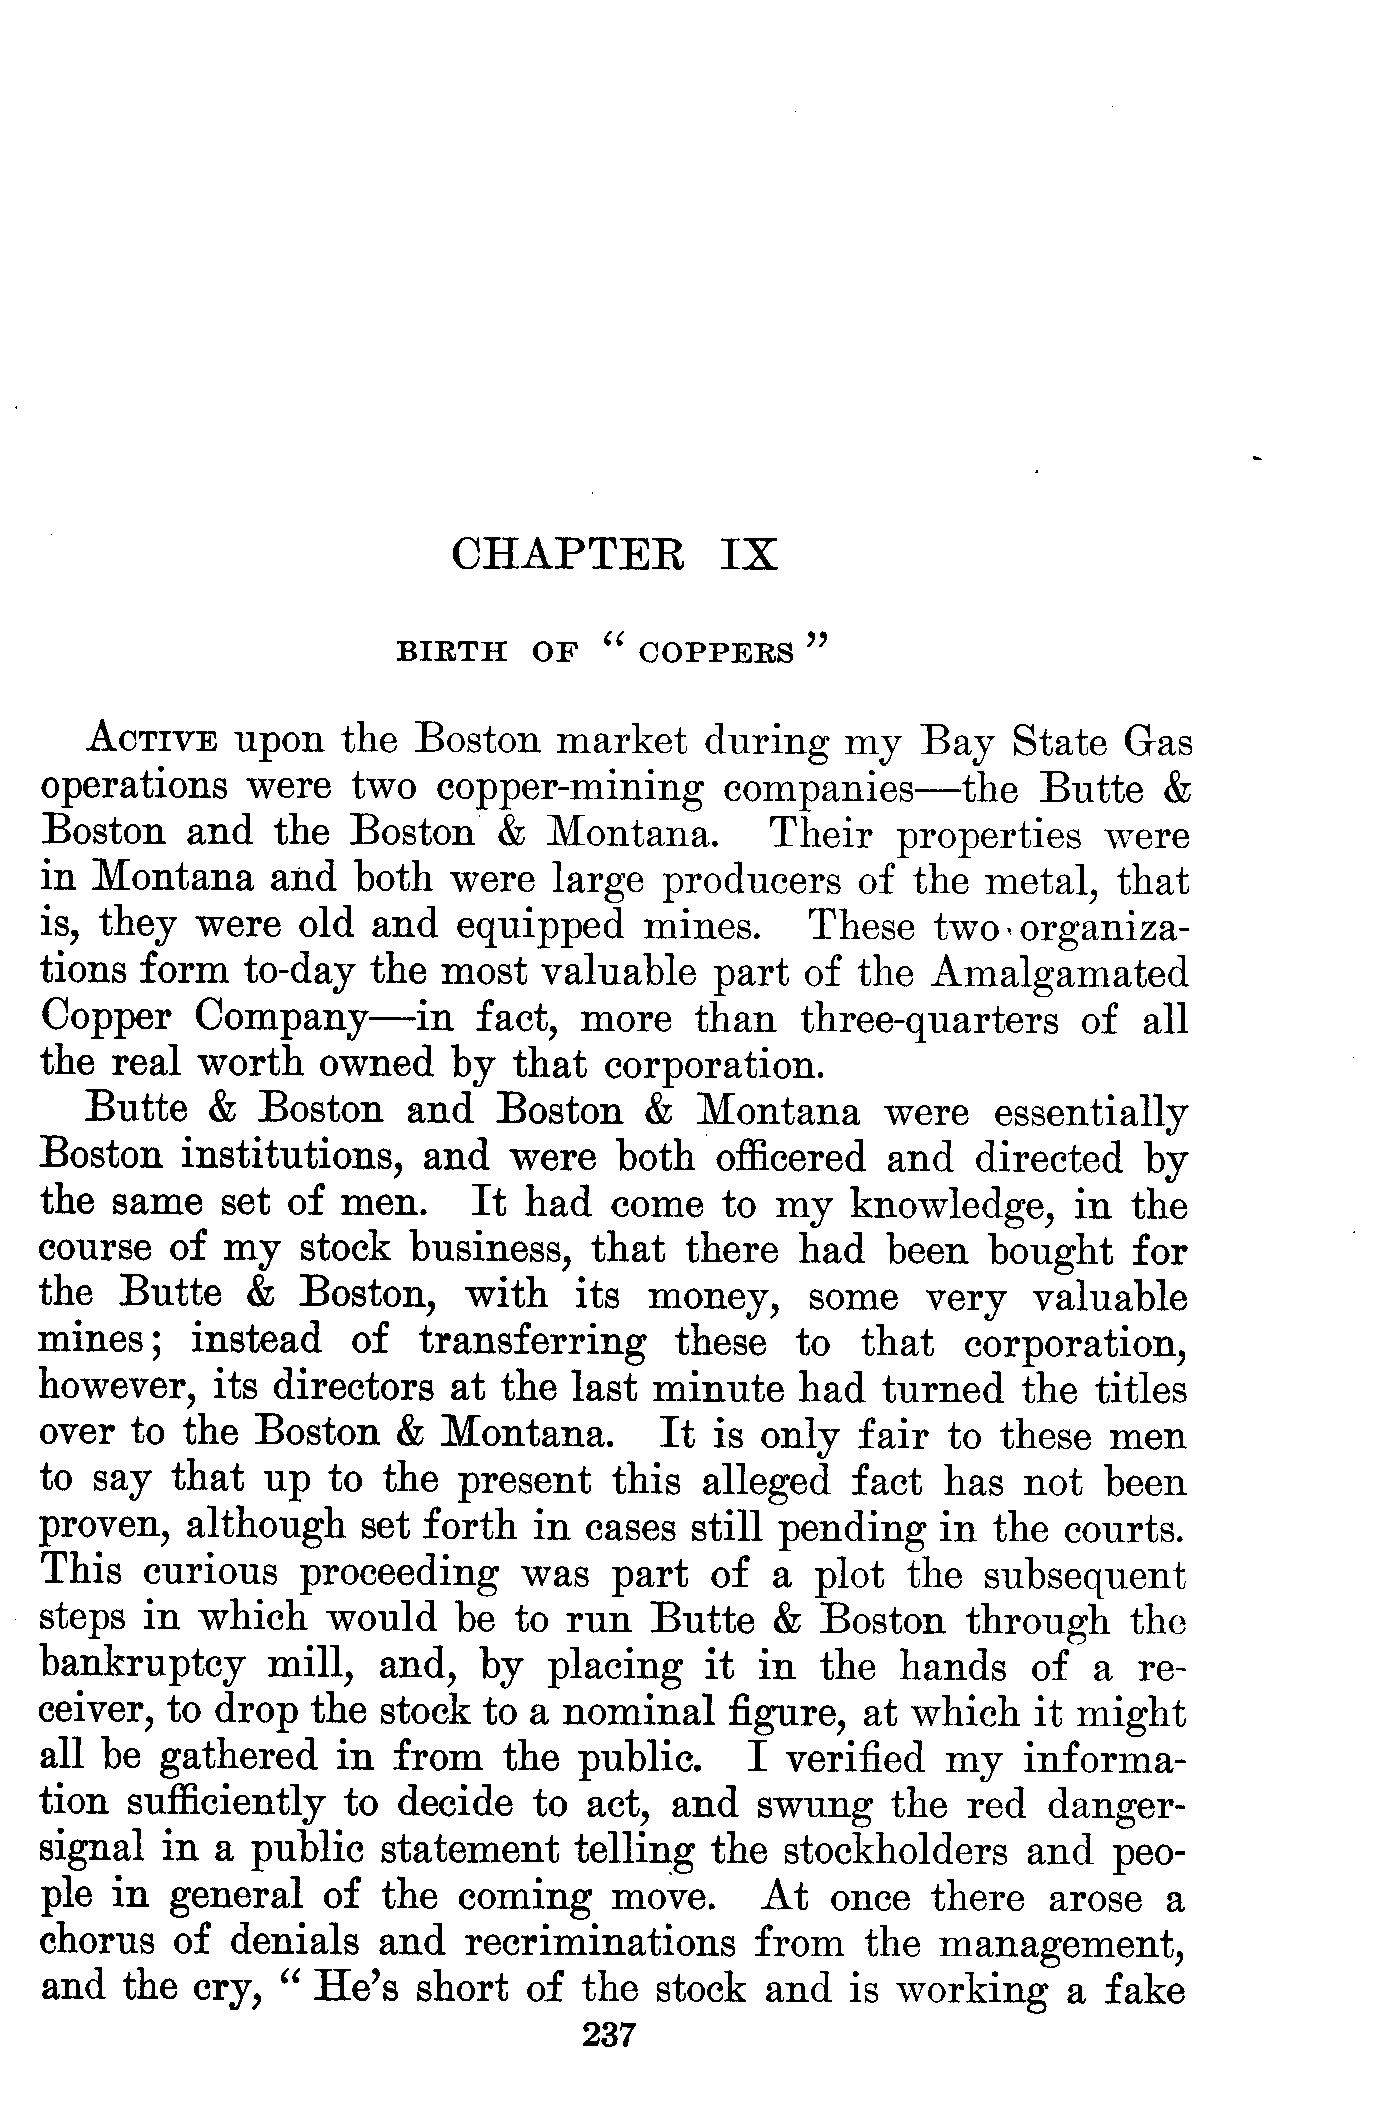 CHAPTER IX
BIRTH OF “ COPPERS ”
ACTIVE upon the Boston market during my Bay State Gas
operations were two copper-mining companies—the Butte &
Boston and the Boston & Montana. Their properties were
in Montana and both were large producers of the metal, that
is, they were old and equipped mines. These two organiza-
tions form to-day the most valuable part of the Amalgamated
Copper Company—in fact, more than three-quarters of all
the real worth owned by that corporation.
Butte & Boston and Boston & Montana were essentially
Boston institutions, and were both officered and directed by
the same set of men. It had come to my knowledge, in the
course of my stock business, that there had been bought for
the Butte & Boston, with its money, some very valuable
mines; instead of transferring these to that corporation,
however, its directors at the last minute had turned the titles
over to the Boston & Montana. It is only fair to these men
to say that up to the present this alleged fact has not been
proven, although set forth in cases still pending in the courts.
This curious proceeding was part of a plot the subsequent
steps in which would be to run Butte & Boston through the
bankruptcy mill, and, by placing it in the hands of a re-
ceiver, to drop the stock to a nominal figure, at which it might
all be gathered in from the public. I verified my informa-
tion sufficiently to decide to act, and swung the red danger-
signal in a public statement telling the stockholders and peo-
ple in general of the coming move. At once there arose a
chorus of denials and recriminations from the management,
and the cry, “ He’s short of the stock and is working a fake
237